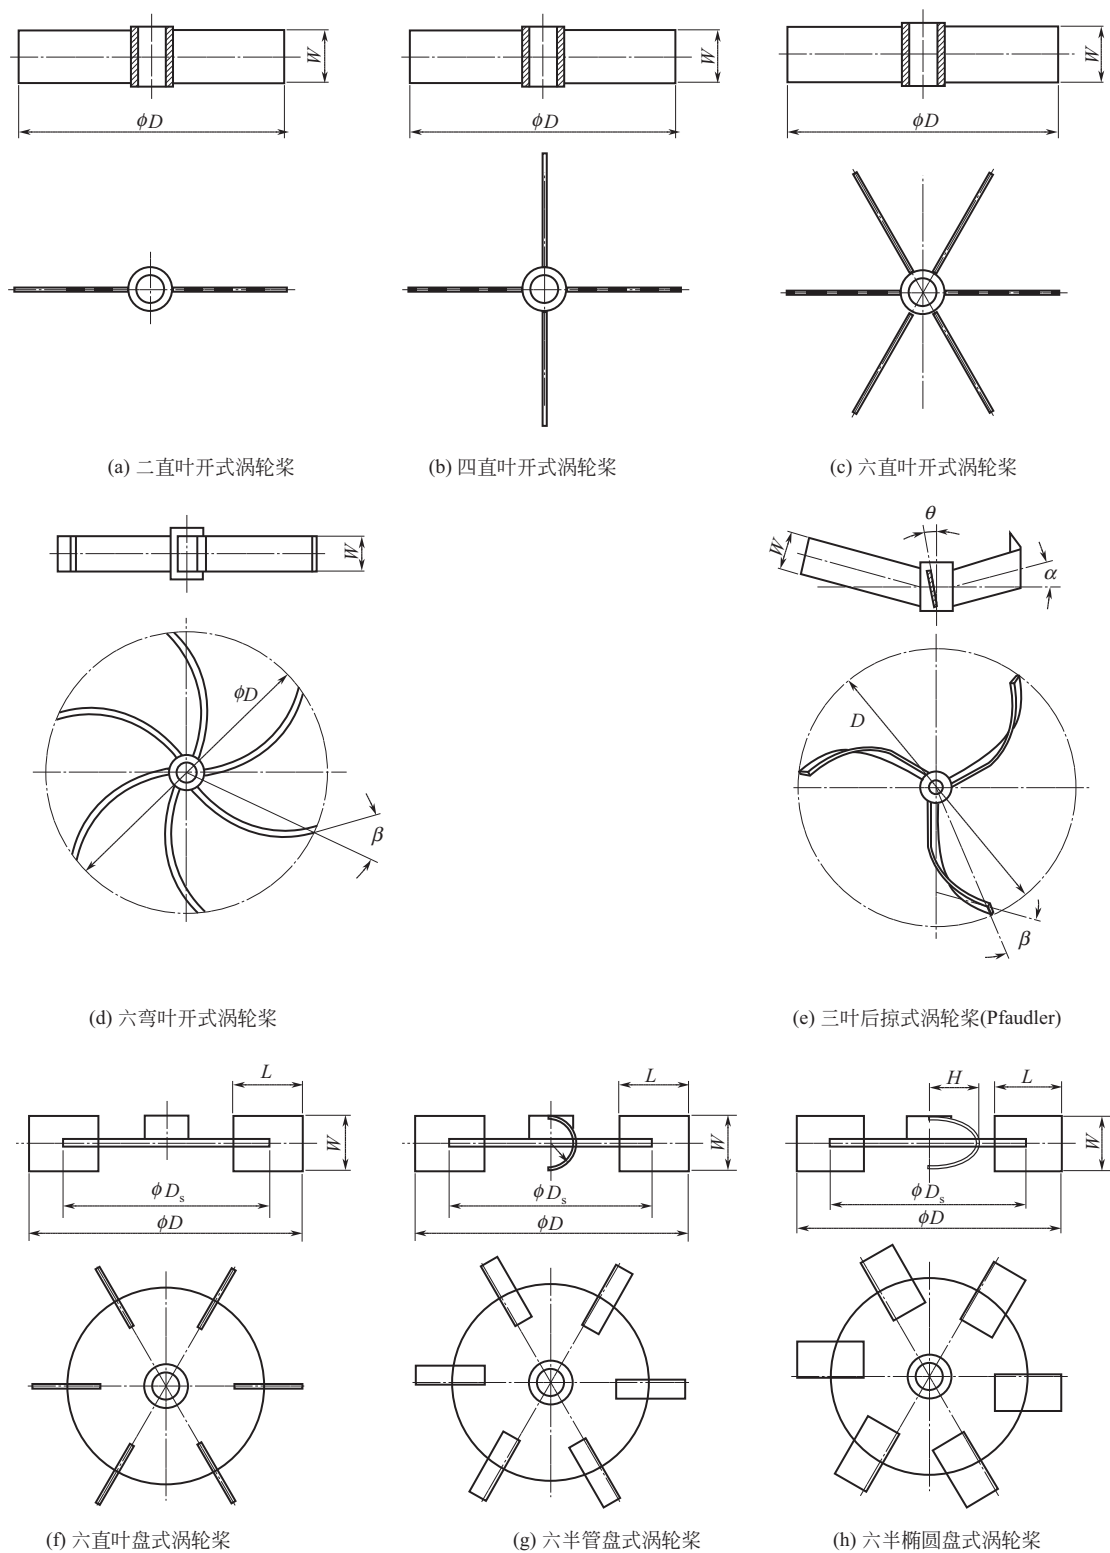 W W W
ϕD ϕD ϕD
(a) 二直叶开式涡轮桨 (b) 四直叶开式涡轮桨 (c) 六直叶开式涡轮桨
θ
W W
α
ϕD
D
β
β
(d) 六弯叶开式涡轮桨 (e) 三叶后掠式涡轮桨(Pfaudler)
L L H L
W W W
ϕDs ϕDs ϕDs
ϕD ϕD ϕD
(f) 六直叶盘式涡轮桨 (g) 六半管盘式涡轮桨 (h) 六半椭圆盘式涡轮桨